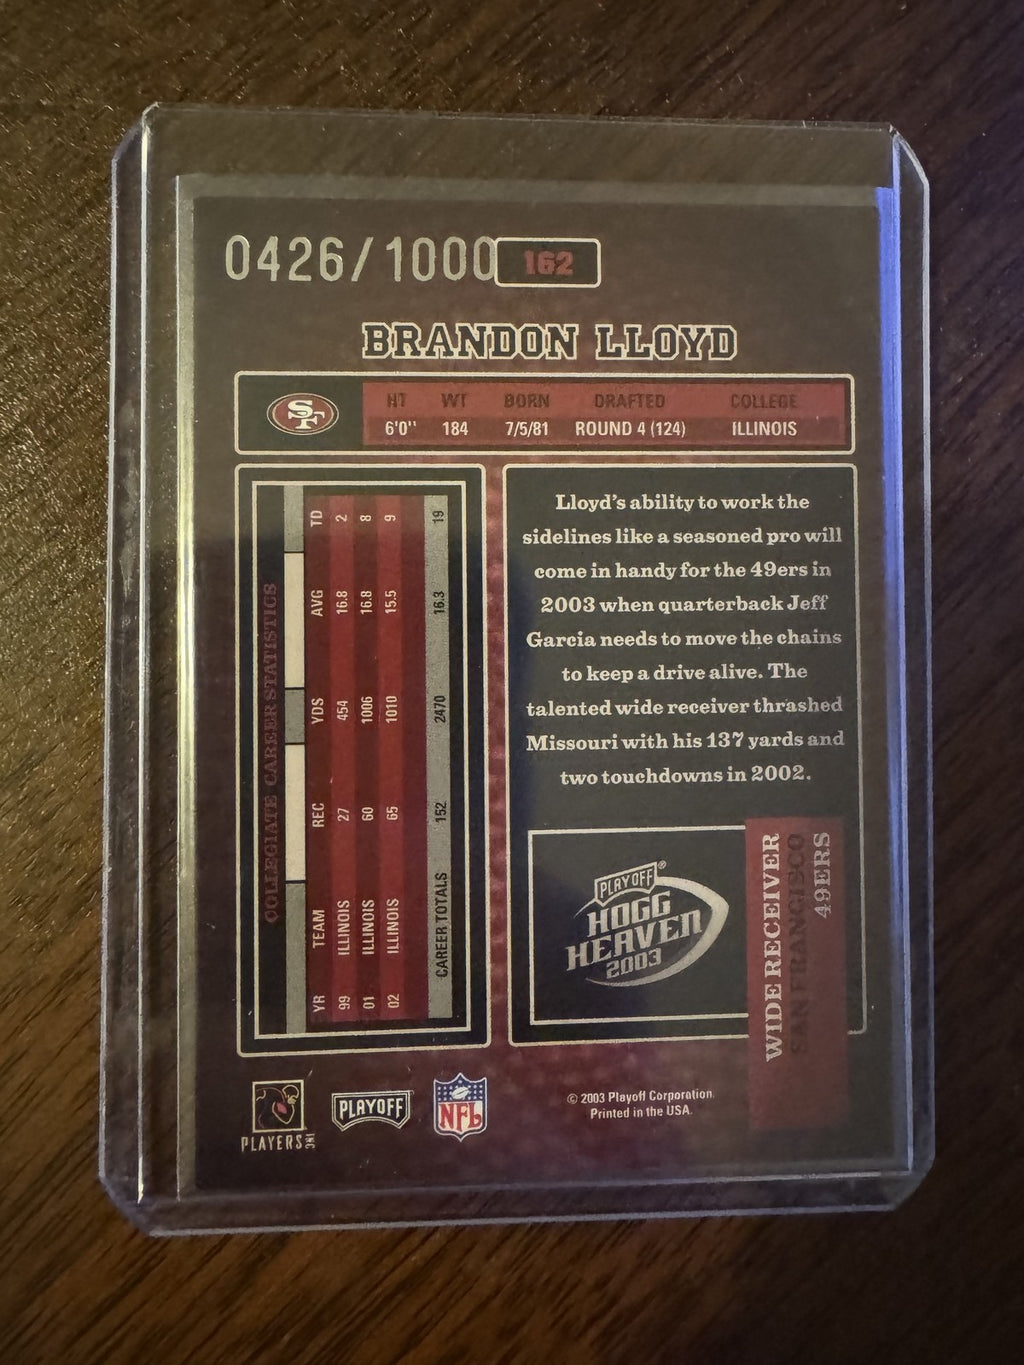 0426/1000 162
BRANDON LLOYD
SF HT WT BORN DRAFTED COLLEGE
6'0" 184 7/5/81 ROUND 4 (124) ILLINOIS
COLLEGIATE CAREER STATISTICS
YR TEAM REC YDS AVG TD
99 ILLINOIS 27 454 16.8 2
01 ILLINOIS 60 1006 16.8 8
02 ILLINOIS 65 1010 15.5 9
CAREER TOTALS 152 2470 16.3 19
Lloyd's ability to work the
sidelines like a seasoned pro will
come in handy for the 49ers in
2003 when quarterback Jeff
Garcia needs to move the chains
to keep a drive alive. The
talented wide receiver thrashed
Missouri with his 137 yards and
two touchdowns in 2002.
PLAYOFF®
HOGG
HEAVEN
2003
WIDE RECEIVER
SAN FRANCISCO
49ERS
PLAYERS INC
PLAYOFF
NFL
© 2003 Playoff Corporation.
Printed in the USA.